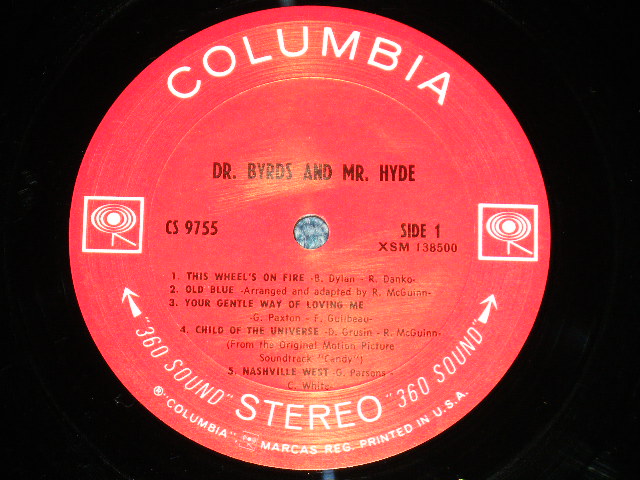 COLUMBIA
DR. BYRDS AND MR. HYDE
CS 9755
SIDE 1
XSM 138500
1. THIS WHEEL'S ON FIRE -B. Dylan - R. Danko-
2. OLD BLUE -Arranged and adapted by R. McGuinn-
3. YOUR GENTLE WAY OF LOVING ME
-G. Paxton - F. Guilbeau-
4. CHILD OF THE UNIVERSE -D. Grusin - R. McGuinn-
(From the Original Motion Picture
Soundtrack "Candy")
5. NASHVILLE WEST -G. Parsons -
C. White-
"360 SOUND" STEREO "360 SOUND"
® "COLUMBIA", MARCAS REG. PRINTED IN U.S.A.